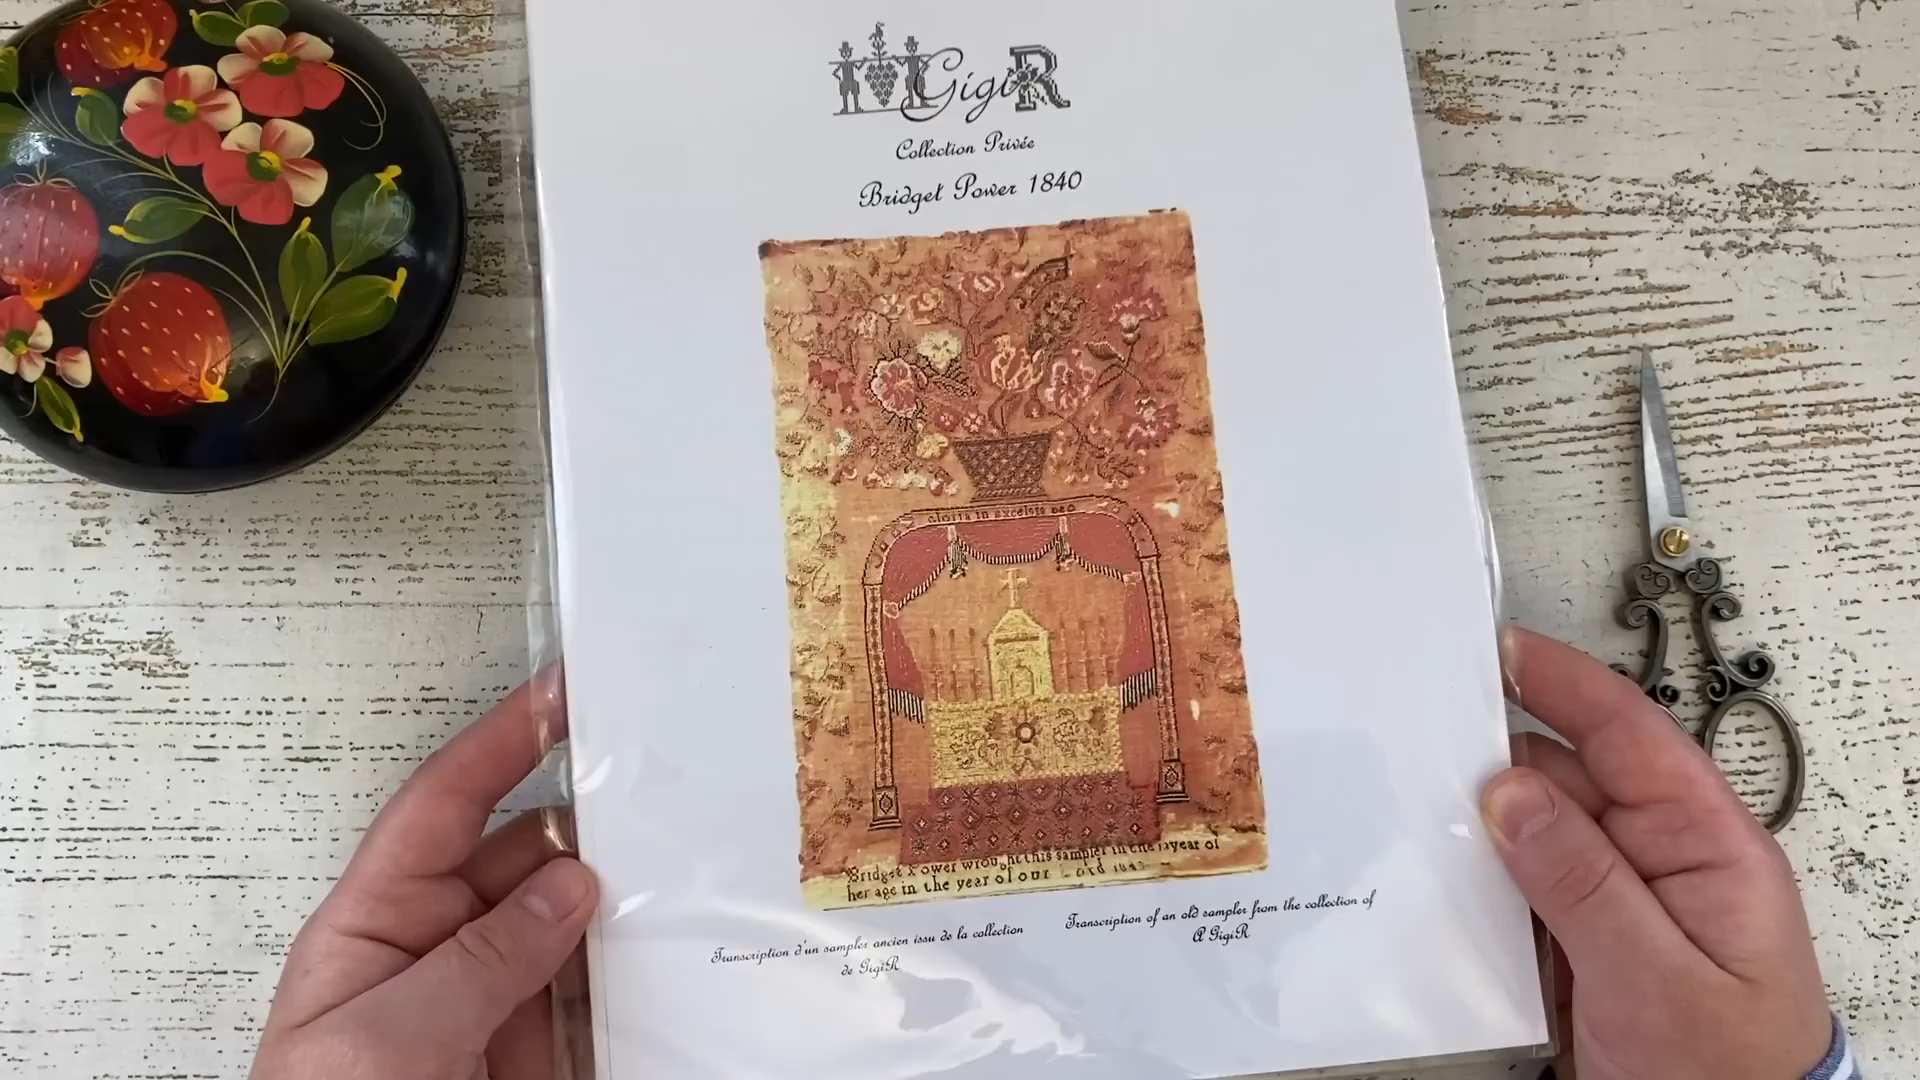 GigiR
Collection Privée
Bridget Power 1840
Gloria in excelsis Deo
Bridget Power wrought this sampler in the year of
her age in the year of our Lord
Transcription d'un sampler ancien issu de la collection
de GigiR
Transcription of an old sampler from the collection of
GigiR